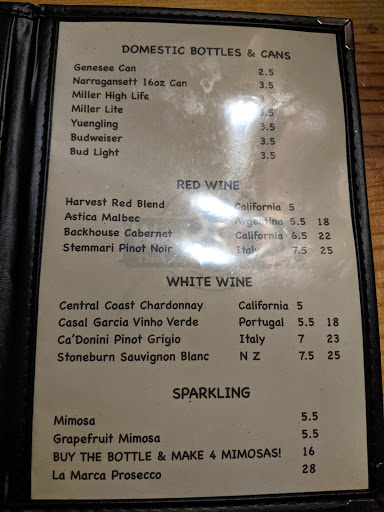 DOMESTIC BOTTLES & CANS
Genesee Can 2.5
Narragansett 16oz Can 3.5
Miller High Life 3
Miller Lite 3.5
Yuengling 3.5
Budweiser 3.5
Bud Light 3.5
RED WINE
Harvest Red Blend California 5
Astica Malbec Argentina 5.5 18
Backhouse Cabernet California 6.5 22
Stemmari Pinot Noir Italy 7.5 25
WHITE WINE
Central Coast Chardonnay California 5
Casal Garcia Vinho Verde Portugal 5.5 18
Ca'Donini Pinot Grigio Italy 7 23
Stoneburn Sauvignon Blanc N Z 7.5 25
SPARKLING
Mimosa 5.5
Grapefruit Mimosa 5.5
BUY THE BOTTLE & MAKE 4 MIMOSAS! 16
La Marca Prosecco 28